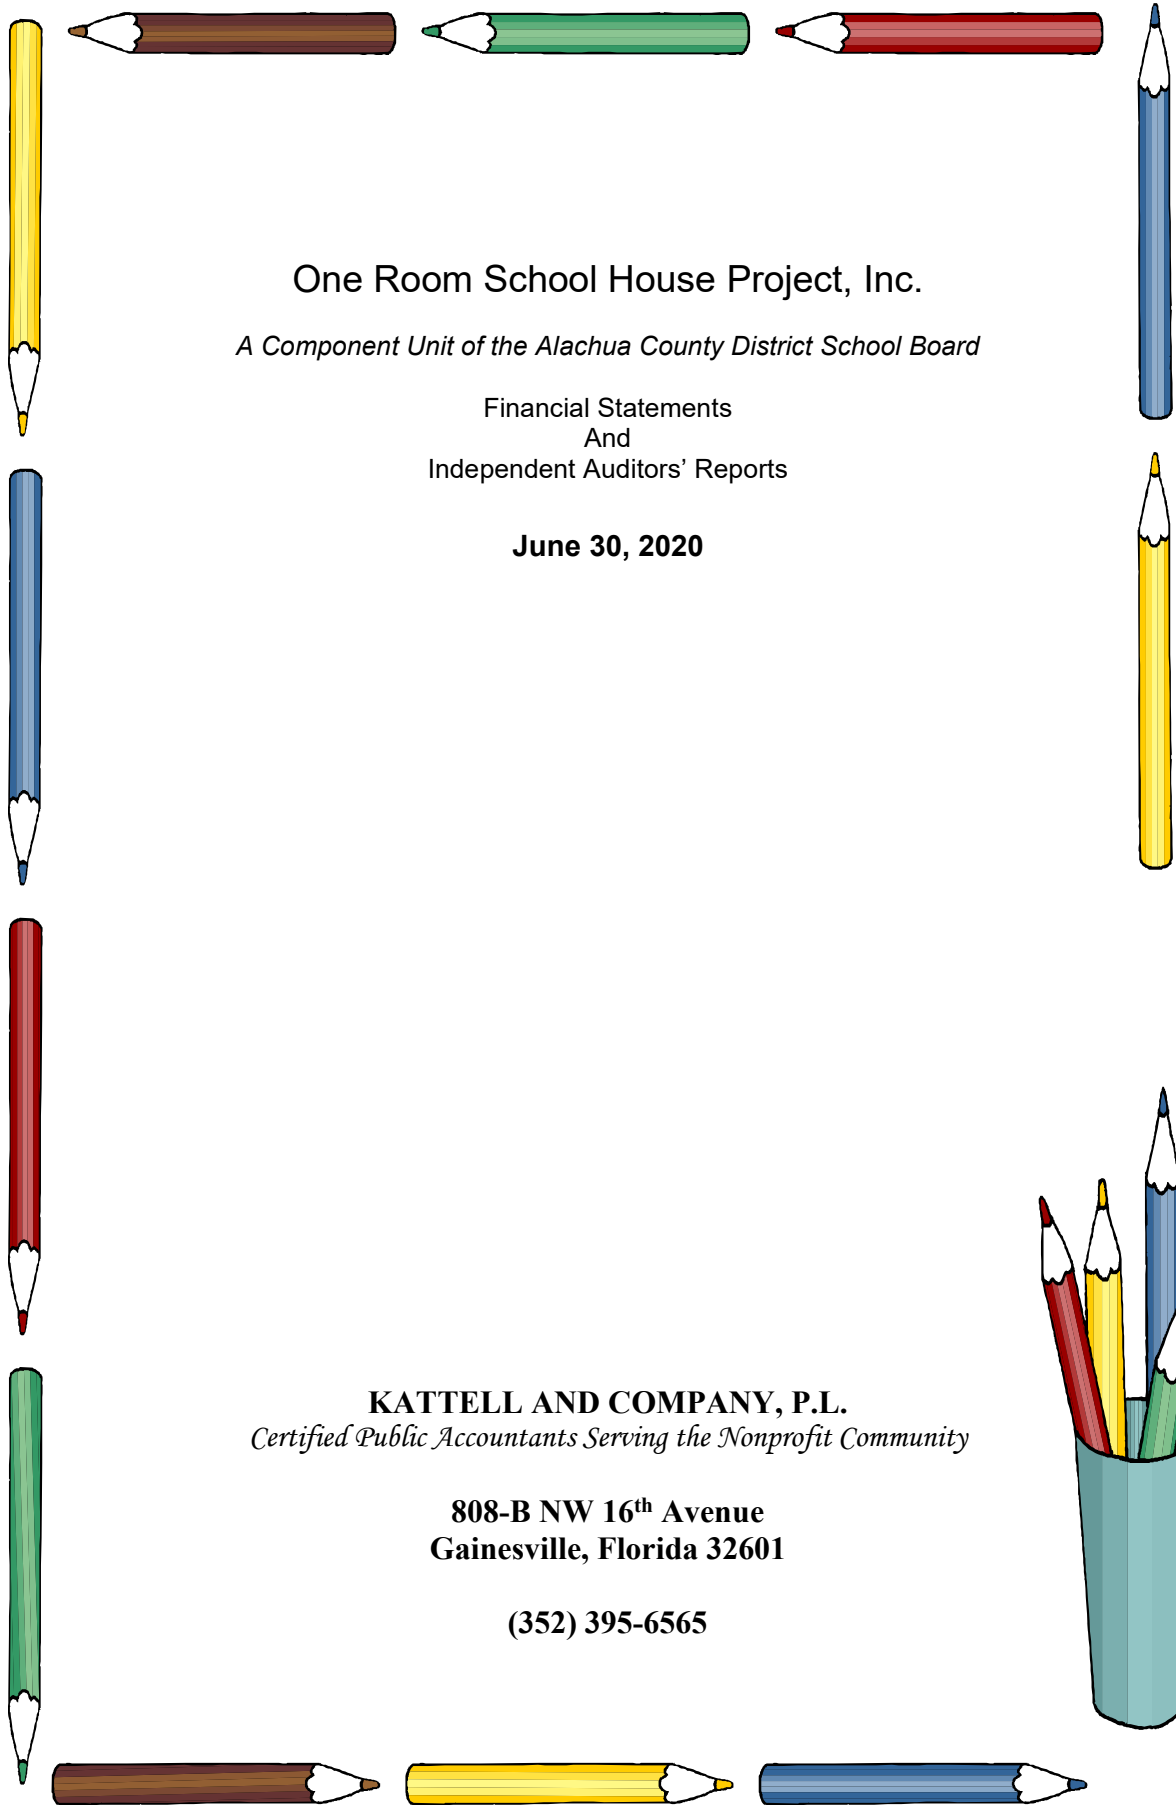 One Room School House Project, Inc.
A Component Unit of the Alachua County District School Board
Financial Statements
And
Independent Auditors’ Reports
June 30, 2020
KATTELL AND COMPANY, P.L.
Certified Public Accountants Serving the Nonprofit Community
808-B NW 16th Avenue
Gainesville, Florida 32601
(352) 395-6565